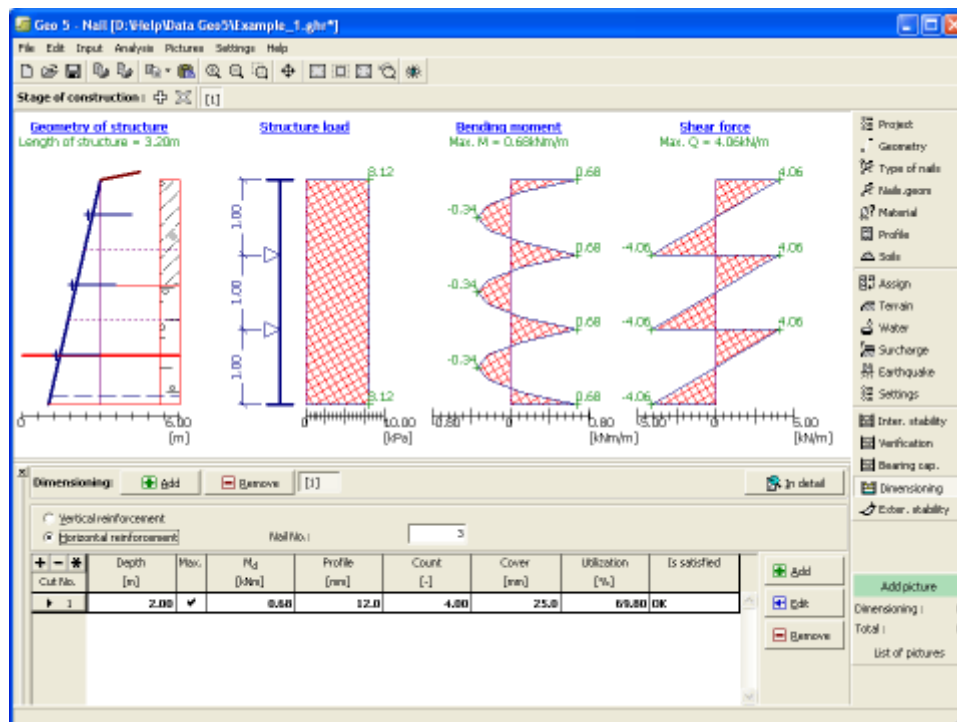 Geo 5 - Nail [D:\Help\Data Geo5\Example_1.ghr*]
File Edit Input Analysis Pictures Settings Help
Stage of construction : [1]
Geometry of structure Structure load Bending moment Shear force
Length of structure = 3.20m Max. M = 0.68kNm/m Max. Q = 4.06kN/m
8.12 0.68 4.06
1.00
-0.34
0.68 -4.06 4.06
1.00
-0.34
0.68 -4.06 4.06
1.00
-0.34
8.12 0.68 -4.06
0 6.00 0 10.00 -0.80 0 0.80 -5.00 0 5.00
[m] [kPa] [kNm/m] [kN/m]
Project
Geometry
Type of nails
Nails geom
Material
Profile
Soils
Assign
Terrain
Water
Surcharge
Earthquake
Settings
Inter. stability
Verification
Bearing cap.
Dimensioning
Exter. stability
Dimensioning: Add Remove [1] In detail
Vertical reinforcement
Horizontal reinforcement Nail No. : 3
Depth Max. Md Profile Count Cover Utilization Is satisfied
Cut No. [m] [kNm] [mm] [-] [mm] [%]
1 2.00 0.68 12.0 4.00 25.0 69.80 OK
Add
Edit
Remove
Add picture
Dimensioning :
Total :
List of pictures